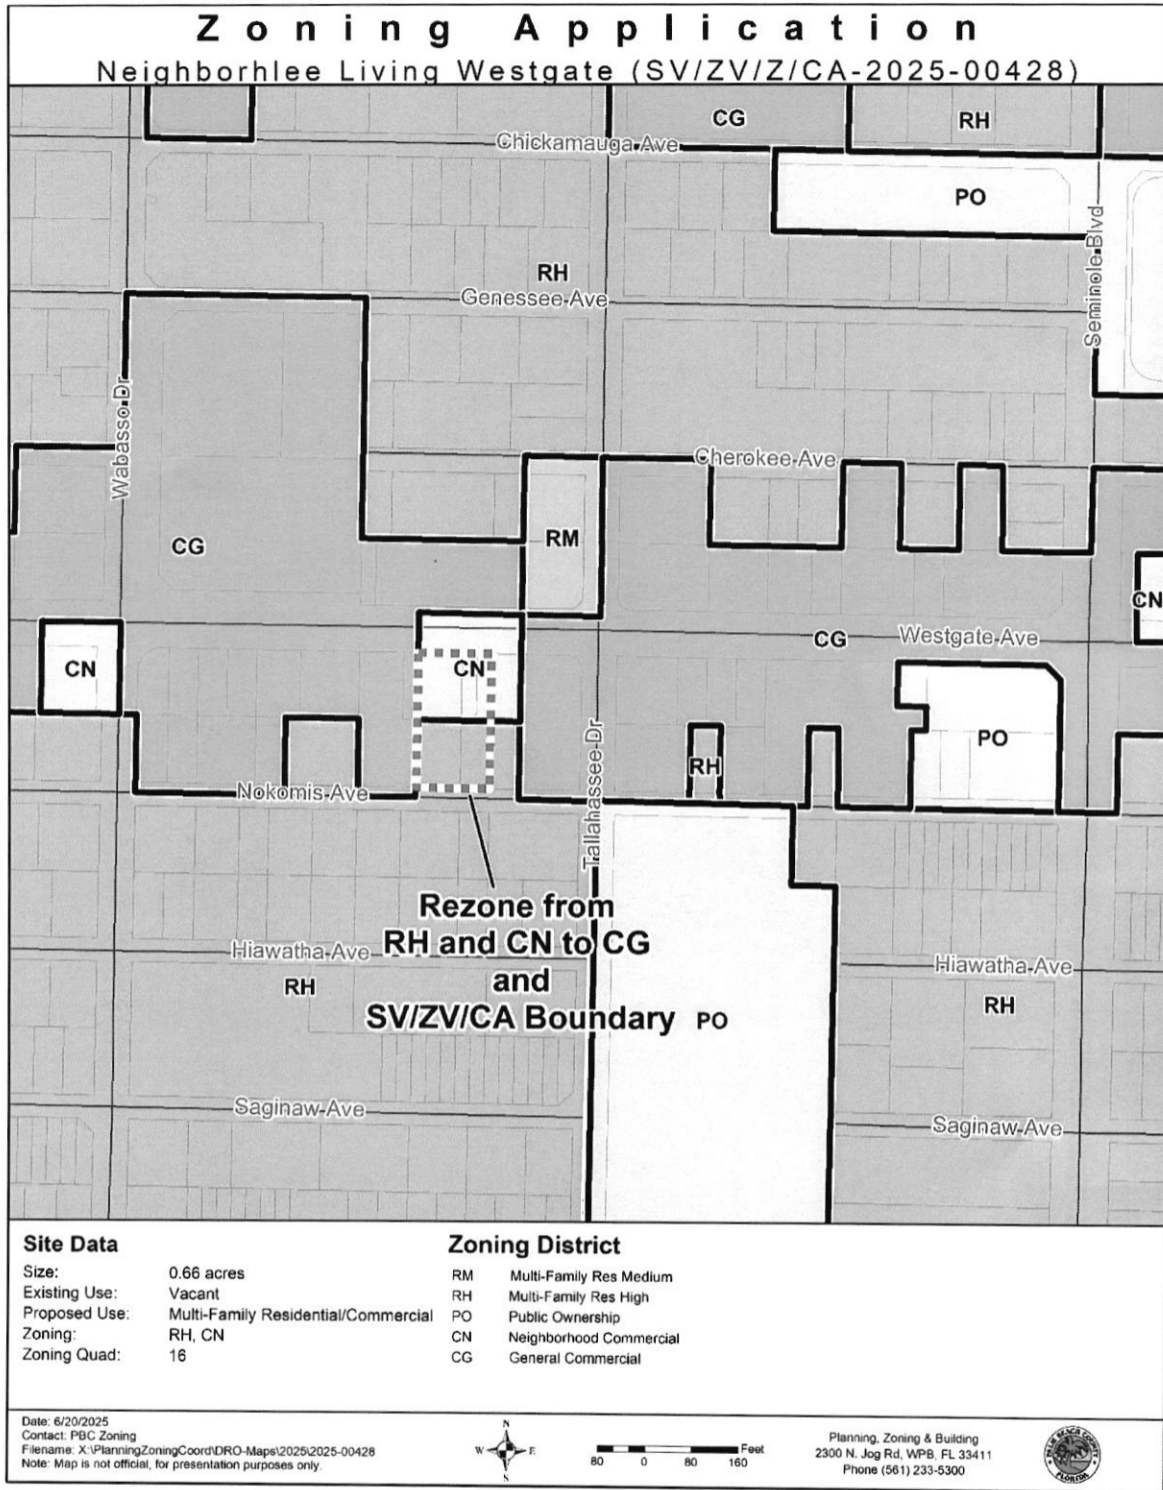 Zoning Application
Neighborhlee Living Westgate (SV/ZV/Z/CA-2025-00428)
CG
RH
Chickamauga Ave
PO
Seminole Blvd
RH
Genessee Ave
Wabasso Dr
Cherokee Ave
CG
RM
CN
CG
Westgate Ave
CN
CN
PO
RH
Nokomis Ave
Tallahassee Dr
Rezone from
RH and CN to CG
and
SV/ZV/CA Boundary
PO
Hiawatha Ave
Hiawatha Ave
RH
RH
Saginaw Ave
Saginaw Ave
Site Data
Size: 0.66 acres
Existing Use: Vacant
Proposed Use: Multi-Family Residential/Commercial
Zoning: RH, CN
Zoning Quad: 16
Zoning District
RM Multi-Family Res Medium
RH Multi-Family Res High
PO Public Ownership
CN Neighborhood Commercial
CG General Commercial
Date: 6/20/2025
Contact: PBC Zoning
Filename: X:\PlanningZoningCoord\DRO-Maps\2025\2025-00428
Note: Map is not official, for presentation purposes only.
N
W E
S
Feet
80 0 80 160
Planning, Zoning & Building
2300 N. Jog Rd, WPB, FL 33411
Phone (561) 233-5300
PALM BEACH COUNTY
FLORIDA